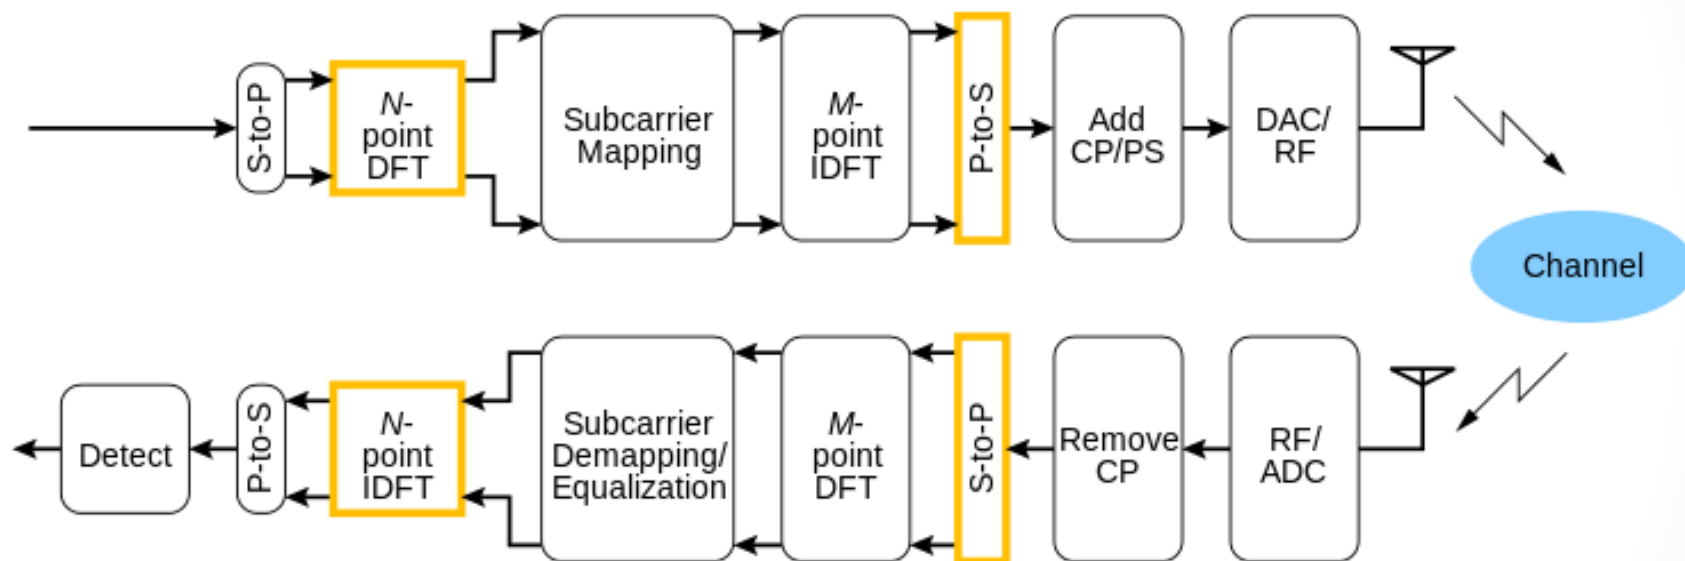 S-to-P
N-
point
DFT
Subcarrier
Mapping
M-
point
IDFT
P-to-S
Add
CP/PS
DAC/
RF
Channel
Detect
P-to-S
N-
point
IDFT
Subcarrier
Demapping/
Equalization
M-
point
DFT
S-to-P
Remove
CP
RF/
ADC